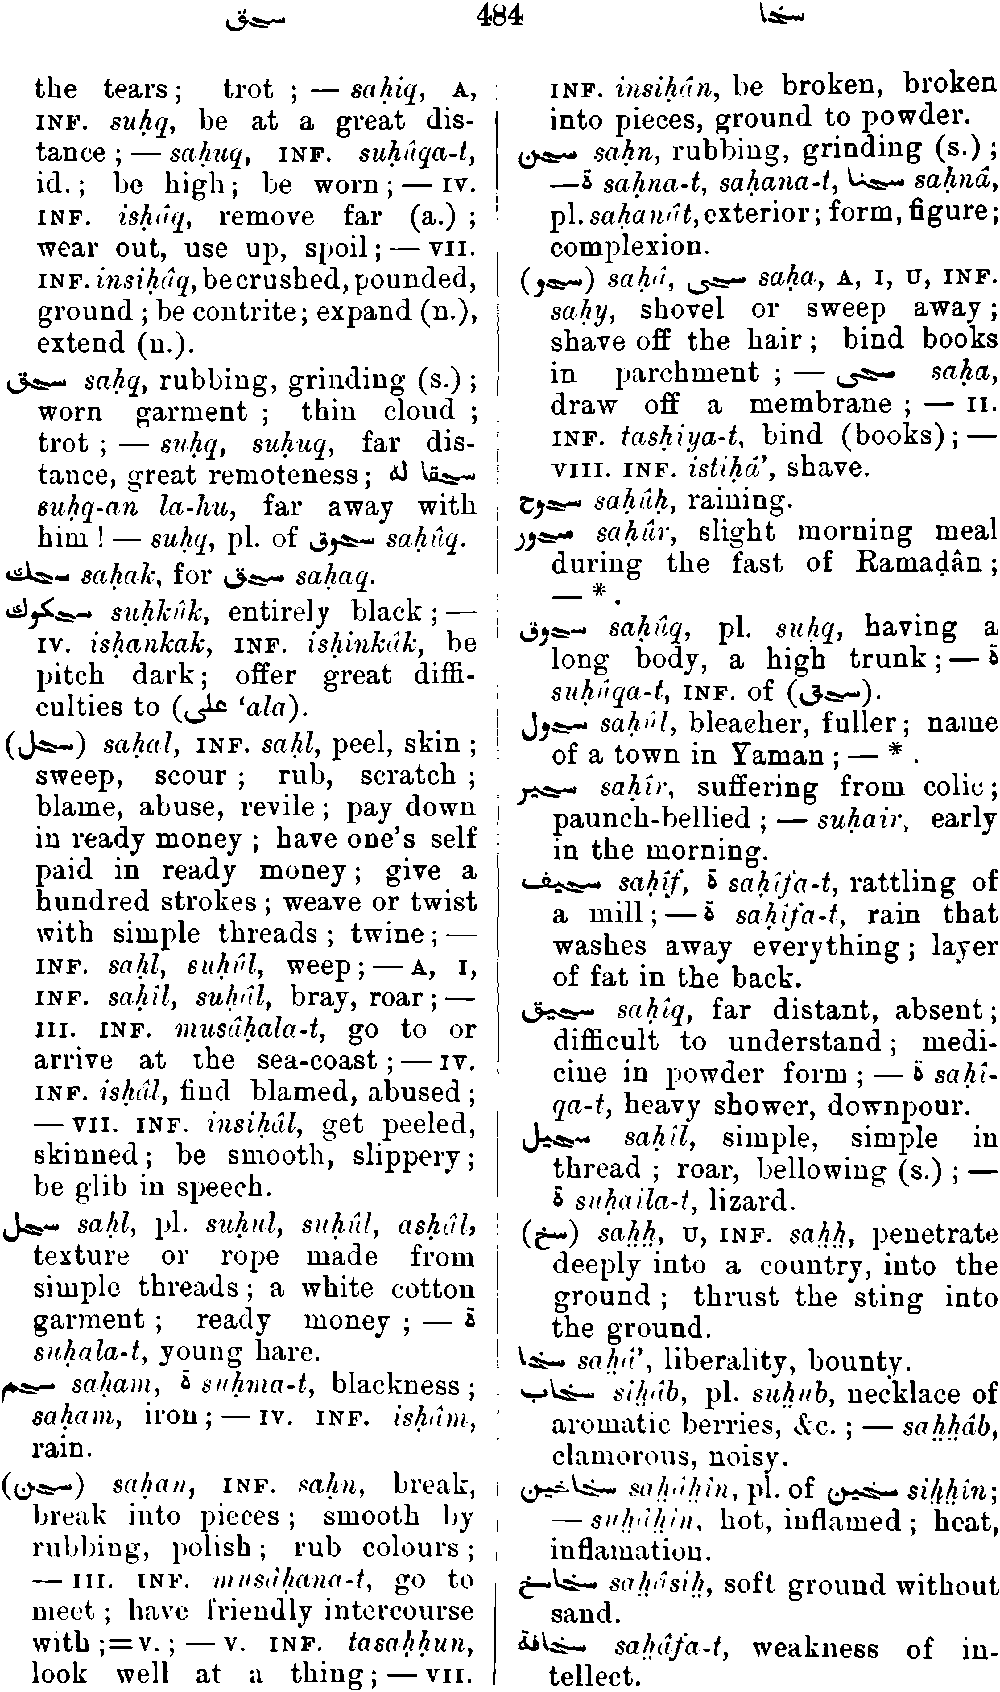 سحق 484 سخا
the tears; trot ; — saḥiq, A,
INF. suḥq, be at a great dis-
tance ; — saḥuq, INF. suḥûqa-t,
id.; be high; be worn; — IV.
INF. isḥâq, remove far (a.) ;
wear out, use up, spoil; — VII.
INF. insiḥâq, be crushed, pounded,
ground ; be contrite; expand (n.),
extend (n.).
سحق saḥq, rubbing, grinding (s.) ;
worn garment ; thin cloud ;
trot ; — suḥq, suḥuq, far dis-
tance, great remoteness; سحقا له
suḥq-an la-hu, far away with
him ! — suḥq, pl. of سحوق saḥûq.
سحك saḥak, for سحق saḥaq.
سحكوك suḥkûk, entirely black ; —
IV. isḥankak, INF. isḥinkâk, be
pitch dark; offer great diffi-
culties to (على ‘ala).
(سحل) saḥal, INF. saḥl, peel, skin ;
sweep, scour ; rub, scratch ;
blame, abuse, revile; pay down
in ready money ; have one's self
paid in ready money; give a
hundred strokes; weave or twist
with simple threads ; twine; —
INF. saḥl, suḥûl, weep; — A, I,
INF. saḥîl, suḥâl, bray, roar ; —
III. INF. musâḥala-t, go to or
arrive at the sea-coast ; — IV.
INF. isḥâl, find blamed, abused ;
— VII. INF. insiḥâl, get peeled,
skinned; be smooth, slippery;
be glib in speech.
سحل saḥl, pl. suḥul, suḥûl, asḥâl,
texture or rope made from
simple threads; a white cotton
garment ; ready money ; — ة
suḥala-t, young hare.
سحم saḥam, ة suḥma-t, blackness;
saḥam, iron; — IV. INF. isḥâm,
rain.
(سحن) saḥan, INF. saḥn, break,
break into pieces; smooth by
rubbing, polish; rub colours;
— III. INF. musâḥana-t, go to
meet ; have friendly intercourse
with ;= V. ; — V. INF. tasaḥḥun,
look well at a thing; — VII.
INF. insiḥân, be broken, broken
into pieces, ground to powder.
سحن saḥn, rubbing, grinding (s.) ;
—ة saḥna-t, saḥana-t, سحنا saḥnâ,
pl. saḥanât, exterior; form, figure;
complexion.
(سحو) saḥâ, سحى saḥa, A, I, U, INF.
saḥy, shovel or sweep away ;
shave off the hair ; bind books
in parchment ; — سحى saḥa,
draw off a membrane ; — II.
INF. tasḥiya-t, bind (books); —
VIII. INF. istiḥâ’, shave.
سحوح saḥûḥ, raining.
سحور saḥûr, slight morning meal
during the fast of Ramaḍân ;
— * .
سحوق saḥûq, pl. suḥq, having a
long body, a high trunk; — ة
suḥûqa-t, INF. of (سحق).
سحول saḥûl, bleacher, fuller; name
of a town in Yaman ; — * .
سحير saḥîr, suffering from colic;
paunch-bellied ; — suḥair, early
in the morning.
سحيف saḥîf, ة saḥîfa-t, rattling of
a mill ; — ة saḥîfa-t, rain that
washes away everything ; layer
of fat in the back.
سحيق saḥîq, far distant, absent;
difficult to understand; medi-
cine in powder form ; — ة saḥî-
qa-t, heavy shower, downpour.
سحيل saḥîl, simple, simple in
thread ; roar, bellowing (s.) ; —
ة suḥaila-t, lizard.
(سخ) saḫḫ, U, INF. saḫḫ, penetrate
deeply into a country, into the
ground ; thrust the sting into
the ground.
سخا saḫâ’, liberality, bounty.
سخاب siḫâb, pl. suḫub, necklace of
aromatic berries, &c. ; — saḫḫâb,
clamorous, noisy.
سخاخين saḫâḫîn, pl. of سخين siḫḫîn;
— suḫâḫîn, hot, inflamed; heat,
inflamation.
سخاسخ saḫâsiḫ, soft ground without
sand.
سخافة saḫâfa-t, weakness of in-
tellect.